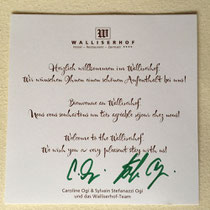 W
WALLISERHOF
Herzlich willkommen im Walliserhof
Wir wünschen Ihnen einen schönen Aufenthalt bei uns!
Bienvenue au Walliserhof
Nous vous souhaitons un très agréable séjour chez nous!
Welcome to the Walliserhof
We wish you a very pleasant stay with us!
Caroline Ogi & Sylvain Stefanazzi Ogi
und das Walliserhof-Team